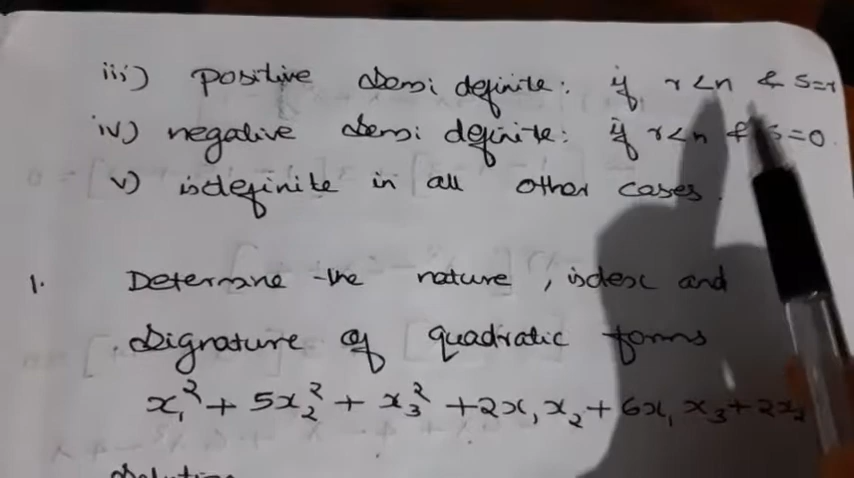 iii) positive semi definite: if r<n & s=r
iv) negative semi definite: if r<n & s=0
v) indefinite in all other cases.
1. Determine the nature, index and
signature of quadratic forms
x₁² + 5x₂² + x₃² + 2x₁x₂ + 6x₁x₃ + 2x₂
Solution